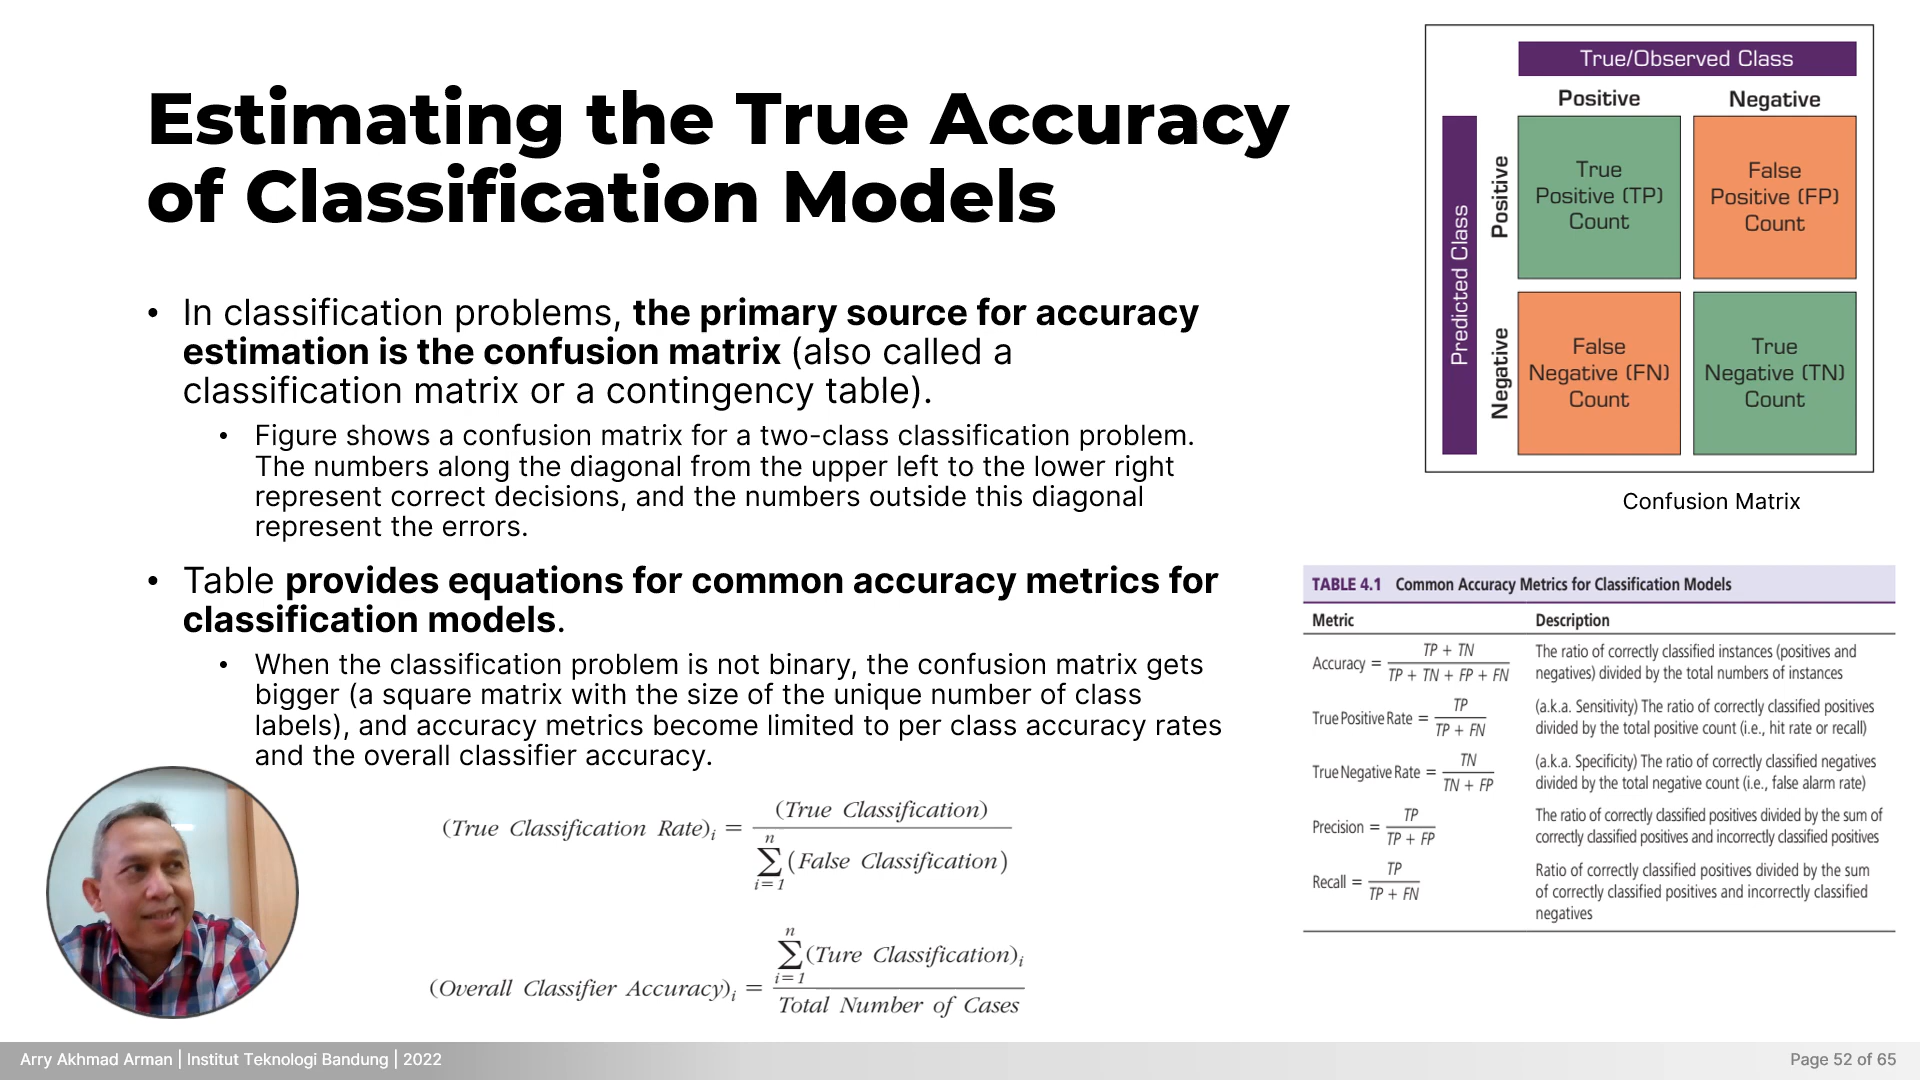 Estimating the True Accuracy
of Classification Models
• In classification problems, the primary source for accuracy
estimation is the confusion matrix (also called a
classification matrix or a contingency table).
• Figure shows a confusion matrix for a two-class classification problem.
The numbers along the diagonal from the upper left to the lower right
represent correct decisions, and the numbers outside this diagonal
represent the errors.
• Table provides equations for common accuracy metrics for
classification models.
• When the classification problem is not binary, the confusion matrix gets
bigger (a square matrix with the size of the unique number of class
labels), and accuracy metrics become limited to per class accuracy rates
and the overall classifier accuracy.
(True Classification Rate)i = (True Classification) / n Σ i=1 (False Classification)
(Overall Classifier Accuracy)i = n Σ i=1 (Ture Classification)i / Total Number of Cases
True/Observed Class
Positive Negative
Predicted Class
Positive
True
Positive (TP)
Count
False
Positive (FP)
Count
Negative
False
Negative (FN)
Count
True
Negative (TN)
Count
Confusion Matrix
TABLE 4.1 Common Accuracy Metrics for Classification Models
Metric Description
Accuracy = TP + TN / TP + TN + FP + FN
The ratio of correctly classified instances (positives and
negatives) divided by the total numbers of instances
True Positive Rate = TP / TP + FN
(a.k.a. Sensitivity) The ratio of correctly classified positives
divided by the total positive count (i.e., hit rate or recall)
True Negative Rate = TN / TN + FP
(a.k.a. Specificity) The ratio of correctly classified negatives
divided by the total negative count (i.e., false alarm rate)
Precision = TP / TP + FP
The ratio of correctly classified positives divided by the sum of
correctly classified positives and incorrectly classified positives
Recall = TP / TP + FN
Ratio of correctly classified positives divided by the sum
of correctly classified positives and incorrectly classified
negatives
Arry Akhmad Arman | Institut Teknologi Bandung | 2022
Page 52 of 65